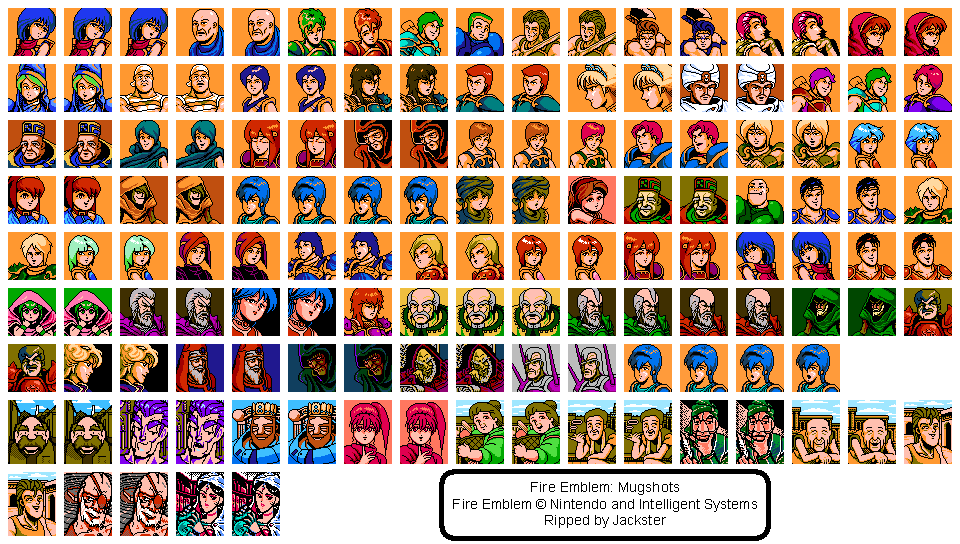 Fire Emblem: Mugshots
Fire Emblem © Nintendo and Intelligent Systems
Ripped by Jackster